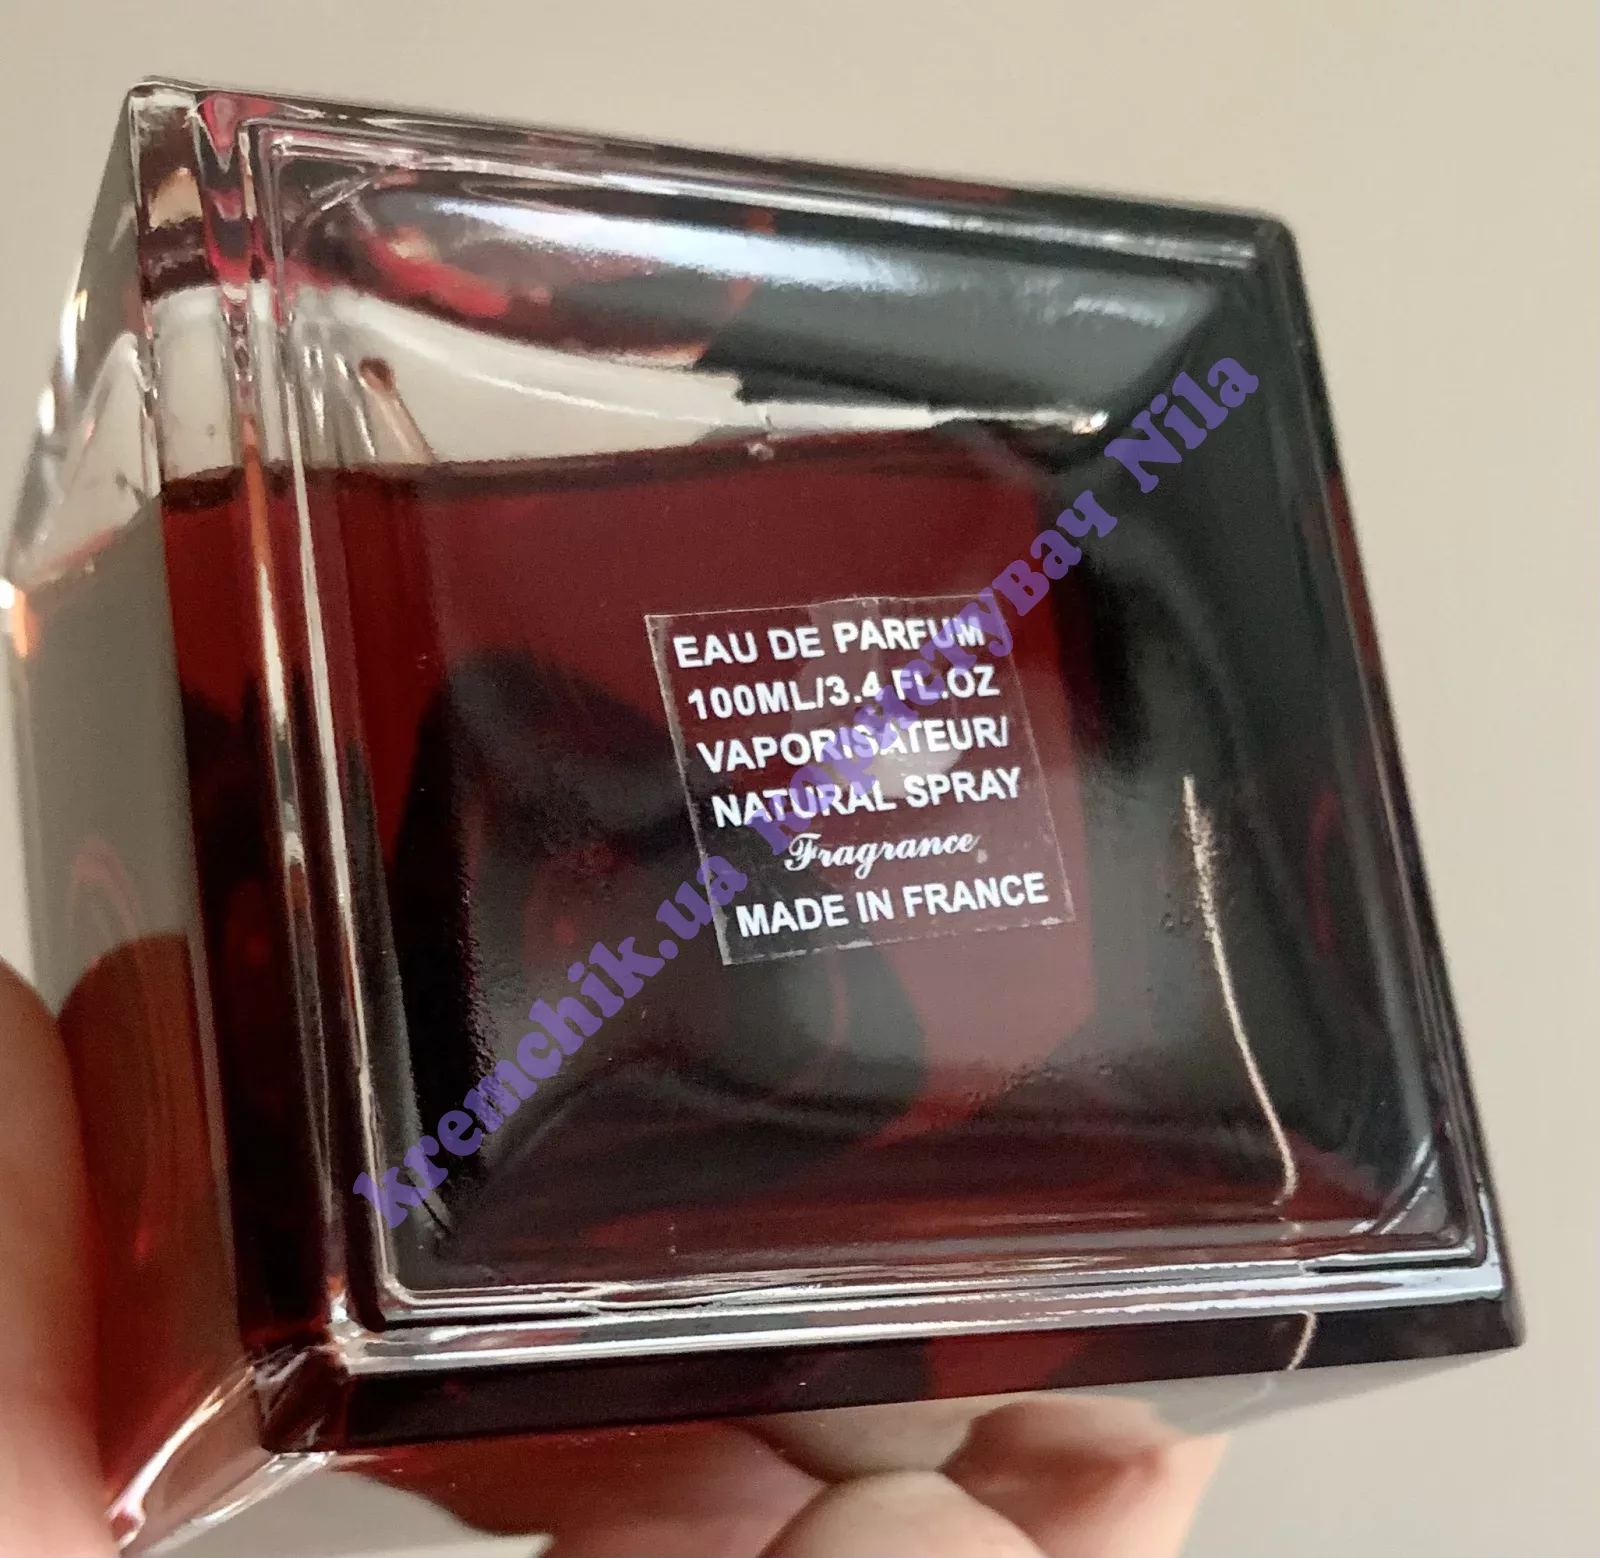 EAU DE PARFUM
100ML/3.4 FL.OZ
VAPORISATEUR/
NATURAL SPRAY
Fragrance
MADE IN FRANCE
kremchik.ua користувач Nila